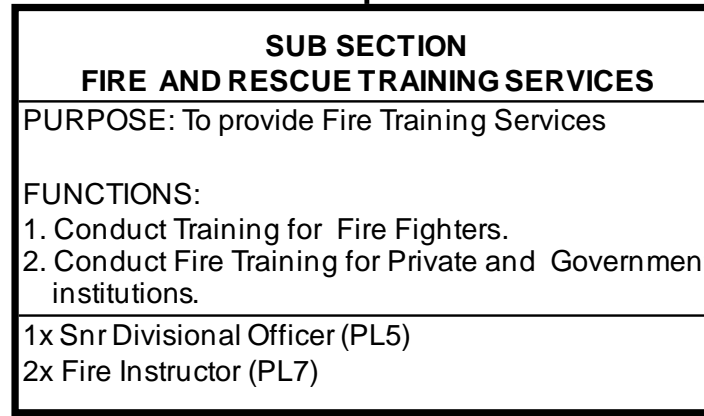 SUB SECTION
FIRE AND RESCUE TRAINING SERVICES
PURPOSE: To provide Fire Training Services
FUNCTIONS:
1. Conduct Training for Fire Fighters.
2. Conduct Fire Training for Private and Governmen
institutions.
1x Snr Divisional Officer (PL5)
2x Fire Instructor (PL7)